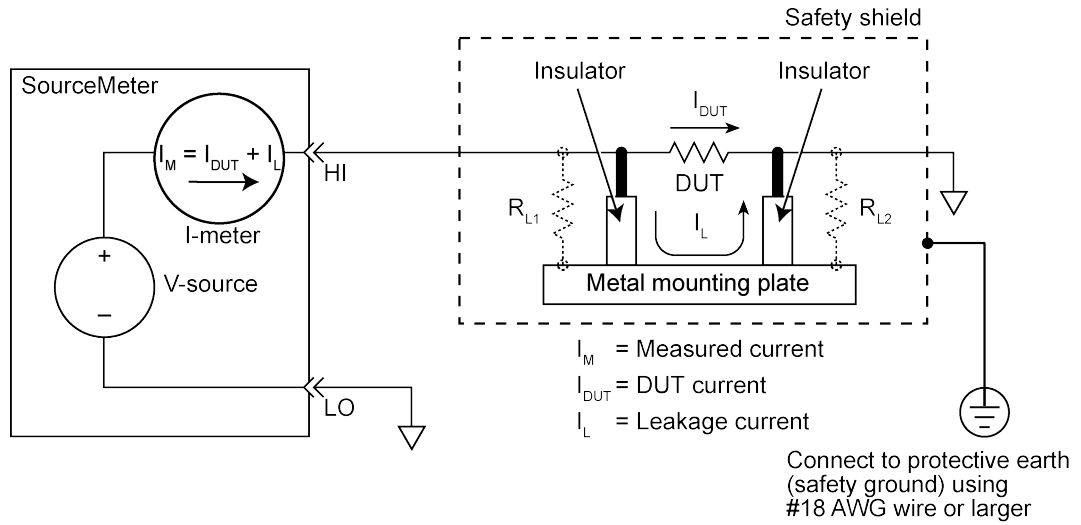 Safety shield
SourceMeter
Insulator
Insulator
I_DUT
I_M = I_DUT + I_L
HI
DUT
R_L1
I_L
R_L2
I-meter
+
V-source
Metal mounting plate
–
I_M = Measured current
I_DUT = DUT current
LO
I_L = Leakage current
Connect to protective earth
(safety ground) using
#18 AWG wire or larger